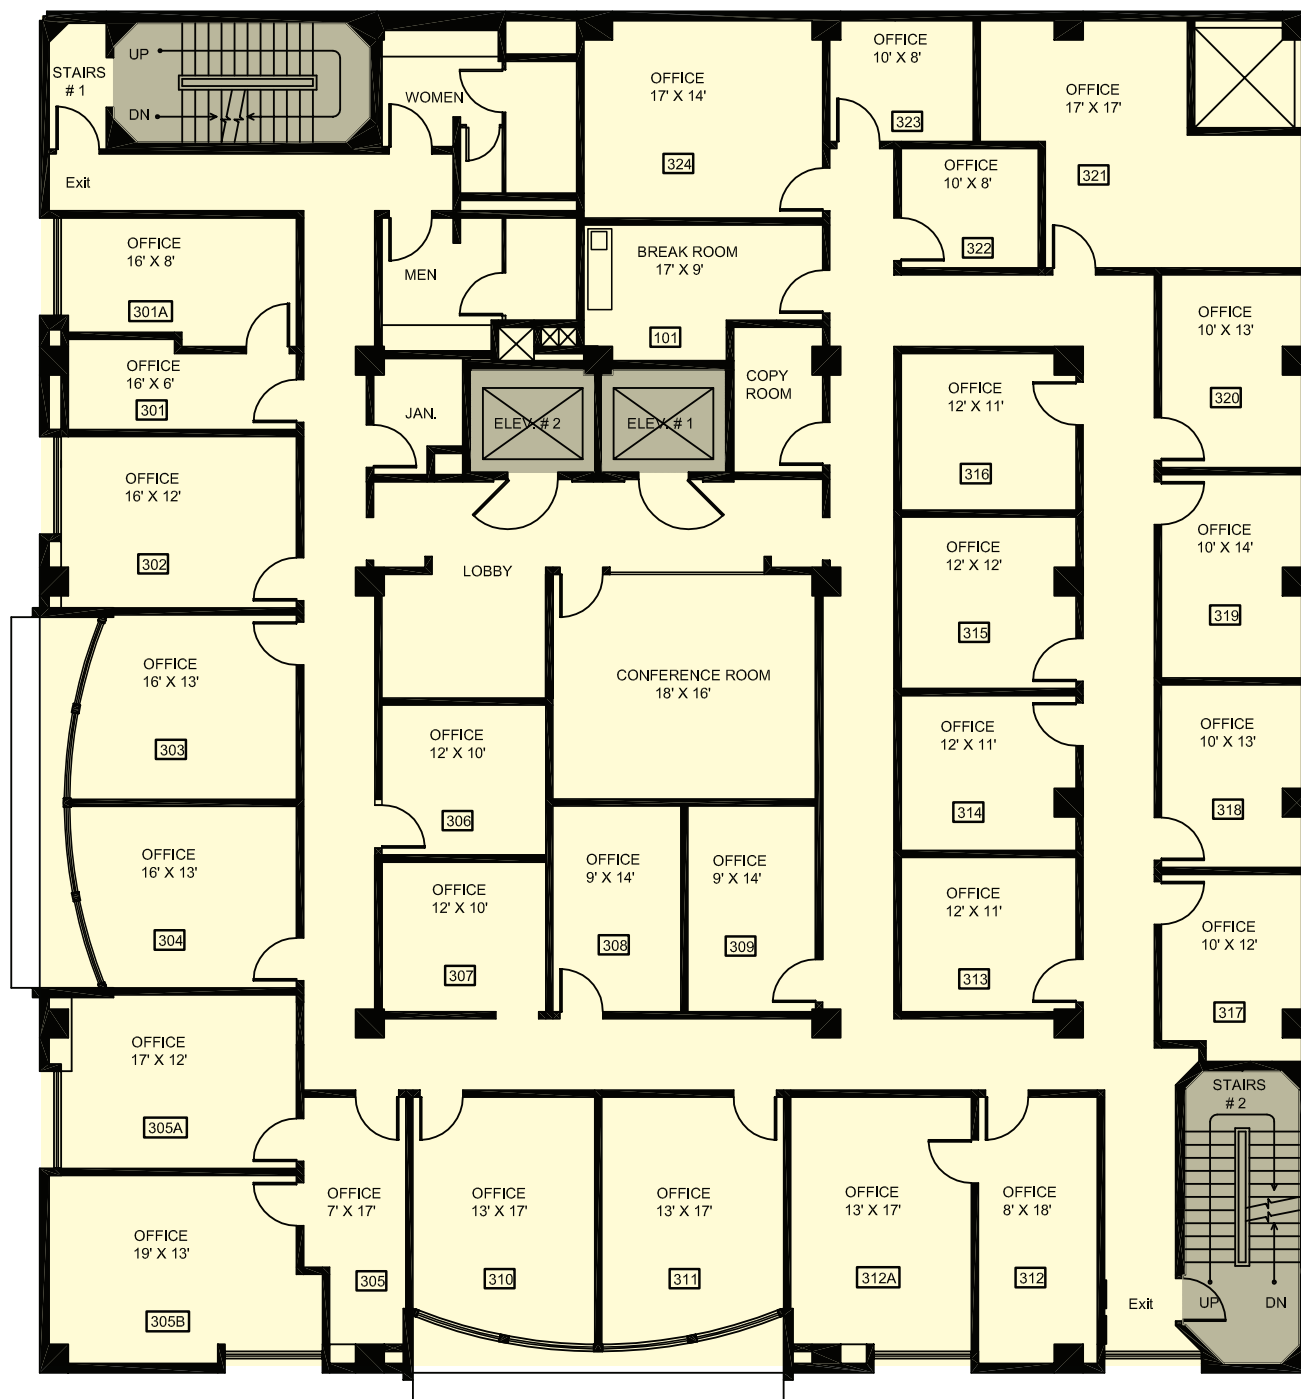 UP
STAIRS
# 1
DN
Exit
WOMEN
OFFICE
17' X 14'
324
OFFICE
10' X 8'
323
OFFICE
17' X 17'
321
OFFICE
10' X 8'
322
OFFICE
16' X 8'
301A
MEN
BREAK ROOM
17' X 9'
101
OFFICE
10' X 13'
320
OFFICE
16' X 6'
301
JAN.
ELEV. # 2
ELEV. # 1
COPY
ROOM
OFFICE
12' X 11'
316
OFFICE
16' X 12'
302
LOBBY
OFFICE
12' X 12'
315
OFFICE
10' X 14'
319
OFFICE
16' X 13'
303
CONFERENCE ROOM
18' X 16'
OFFICE
12' X 10'
306
OFFICE
12' X 11'
314
OFFICE
10' X 13'
318
OFFICE
16' X 13'
304
OFFICE
12' X 10'
307
OFFICE
9' X 14'
308
OFFICE
9' X 14'
309
OFFICE
12' X 11'
313
OFFICE
10' X 12'
317
OFFICE
17' X 12'
305A
STAIRS
# 2
OFFICE
19' X 13'
305B
OFFICE
7' X 17'
305
OFFICE
13' X 17'
310
OFFICE
13' X 17'
311
OFFICE
13' X 17'
312A
OFFICE
8' X 18'
312
Exit
UP
DN